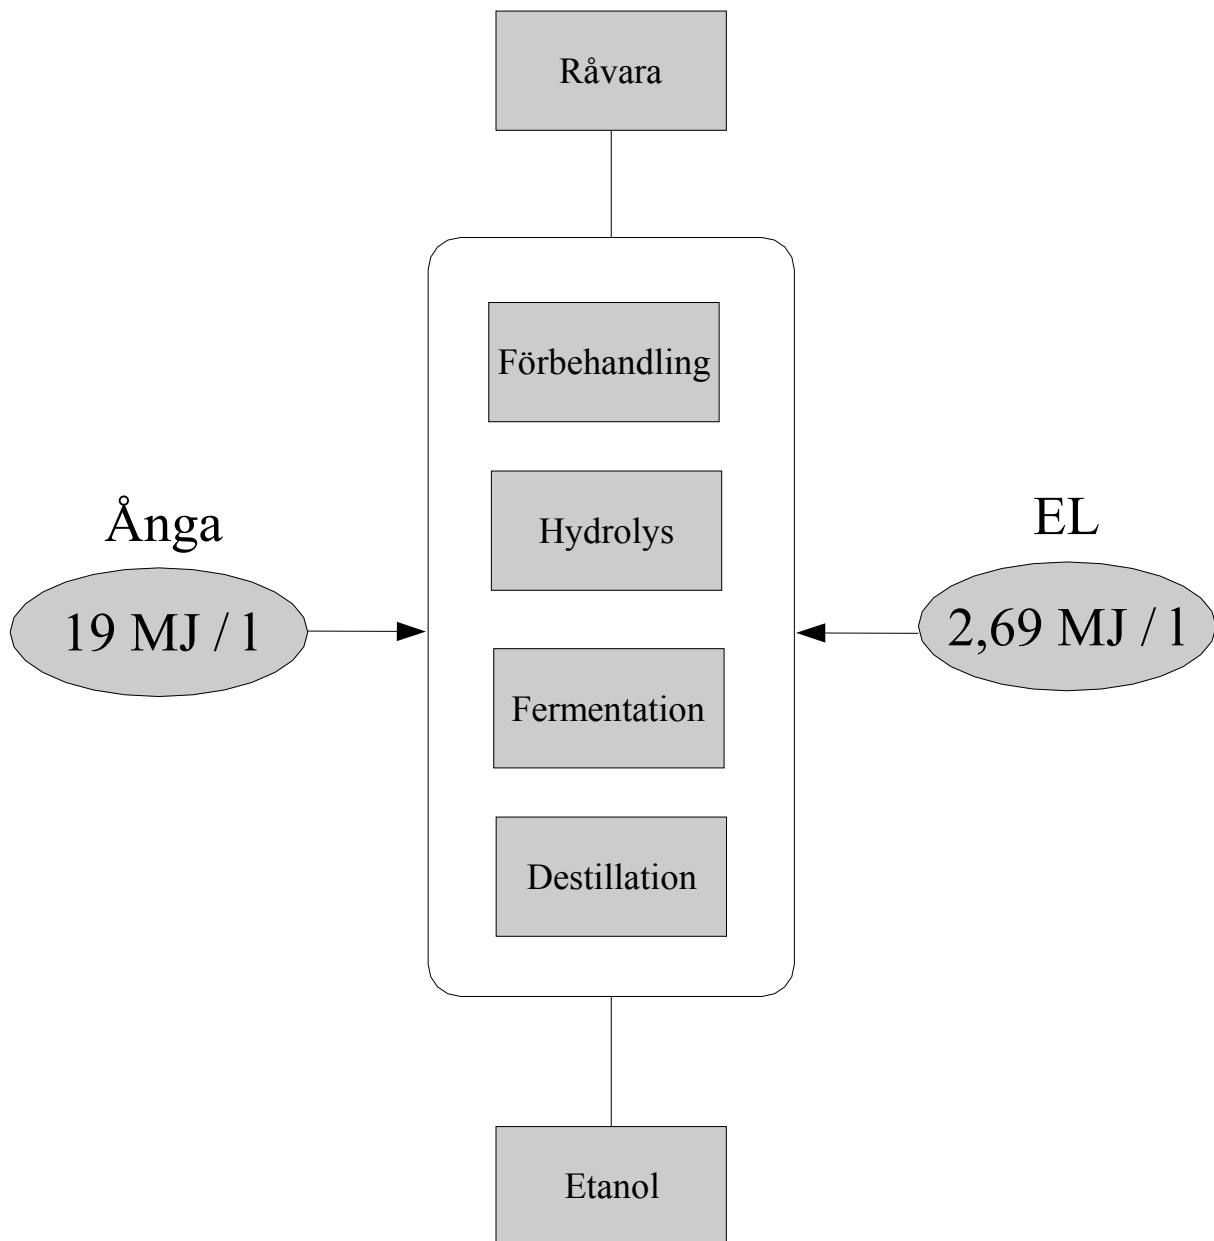 Råvara
Förbehandling
Ånga
EL
Hydrolys
19 MJ / l
2,69 MJ / l
Fermentation
Destillation
Etanol